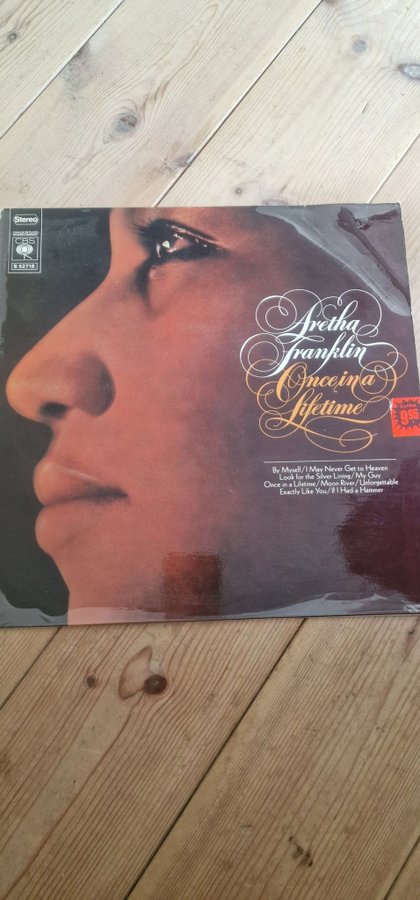 Stereo
CBS
S 52716
Aretha
Franklin
Once in a
Lifetime
By Myself/I May Never Get to Heaven
Look for the Silver Lining/My Guy
Once in a Lifetime/Moon River/Unforgettable
Exactly Like You/If I Had a Hammer